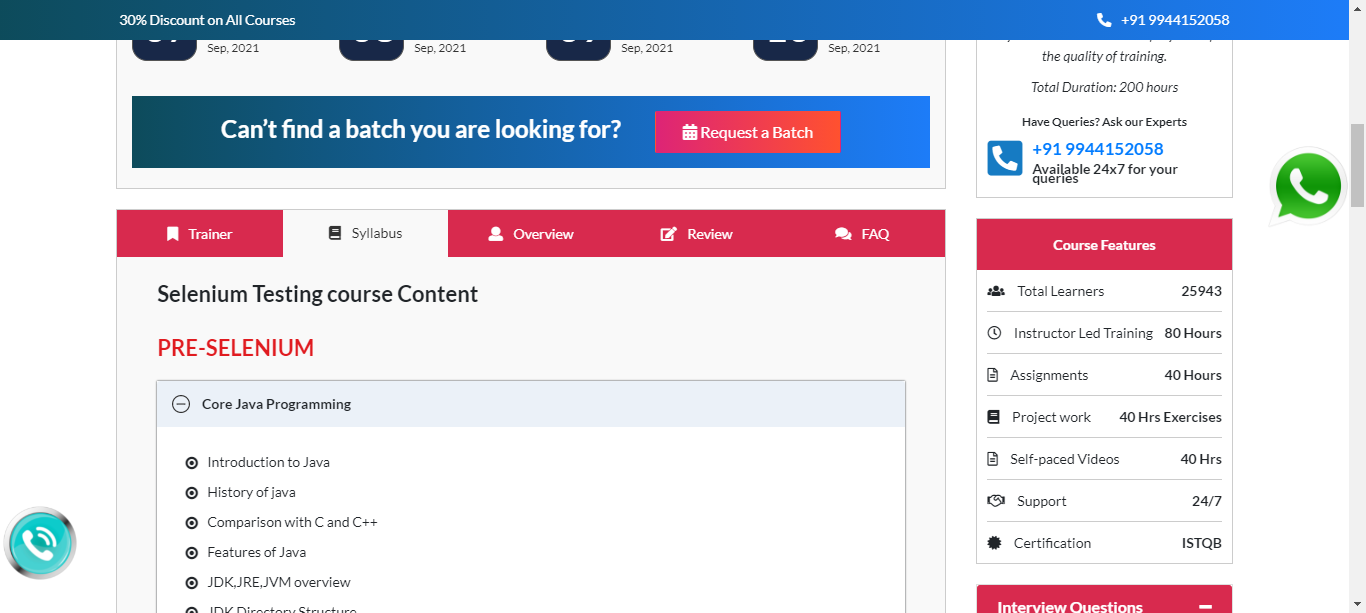 30% Discount on All Courses
+91 9944152058
Sep, 2021
Sep, 2021
Sep, 2021
Sep, 2021
Can't find a batch you are looking for?
Request a Batch
Trainer
Syllabus
Overview
Review
FAQ
Selenium Testing course Content
PRE-SELENIUM
Core Java Programming
Introduction to Java
History of java
Comparison with C and C++
Features of Java
JDK,JRE,JVM overview
JDK Directory Structure
the quality of training.
Total Duration: 200 hours
Have Queries? Ask our Experts
+91 9944152058
Available 24x7 for your
queries
Course Features
Total Learners 25943
Instructor Led Training 80 Hours
Assignments 40 Hours
Project work 40 Hrs Exercises
Self-paced Videos 40 Hrs
Support 24/7
Certification ISTQB
Interview Questions